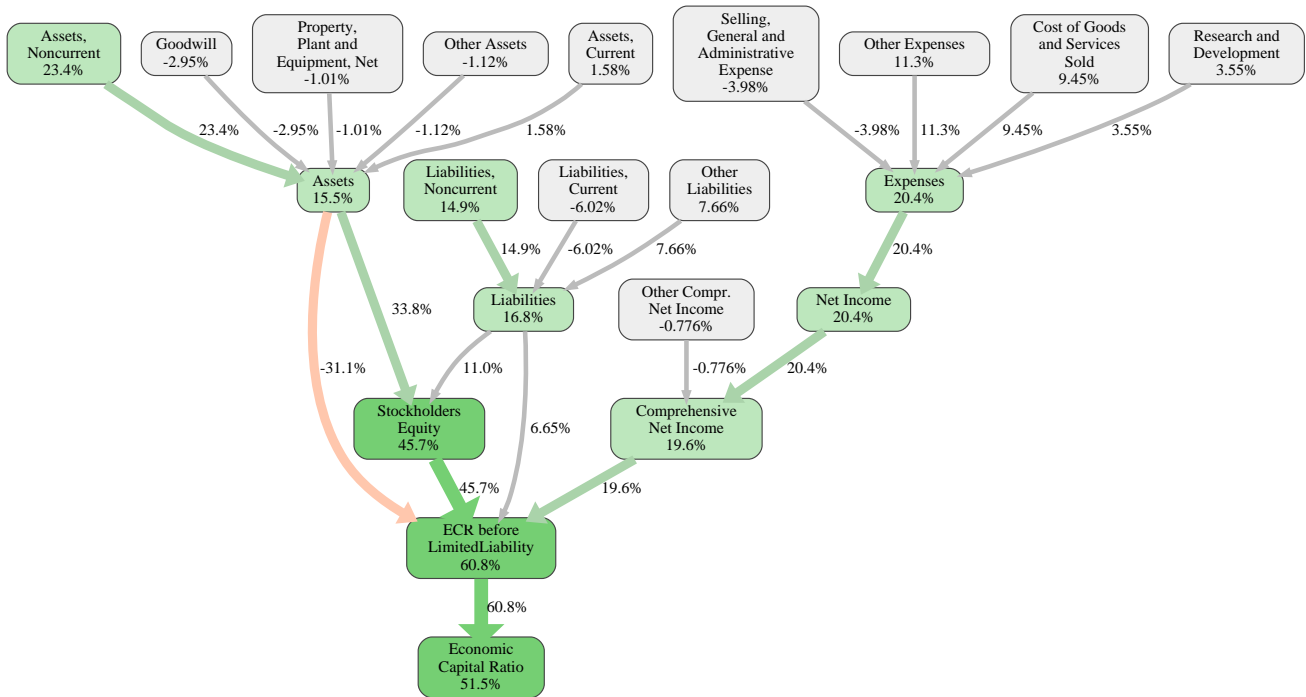 Assets,
Noncurrent
23.4%
Goodwill
-2.95%
Property,
Plant and
Equipment, Net
-1.01%
Other Assets
-1.12%
Assets,
Current
1.58%
Selling,
General and
Administrative
Expense
-3.98%
Other Expenses
11.3%
Cost of Goods
and Services
Sold
9.45%
Research and
Development
3.55%
23.4%
-2.95%
-1.01%
-1.12%
1.58%
-3.98%
11.3%
9.45%
3.55%
Assets
15.5%
Liabilities,
Noncurrent
14.9%
Liabilities,
Current
-6.02%
Other
Liabilities
7.66%
Expenses
20.4%
14.9%
-6.02%
7.66%
20.4%
33.8%
Liabilities
16.8%
Other Compr.
Net Income
-0.776%
Net Income
20.4%
-31.1%
11.0%
-0.776%
20.4%
Stockholders
Equity
45.7%
6.65%
Comprehensive
Net Income
19.6%
45.7%
19.6%
ECR before
LimitedLiability
60.8%
60.8%
Economic
Capital Ratio
51.5%